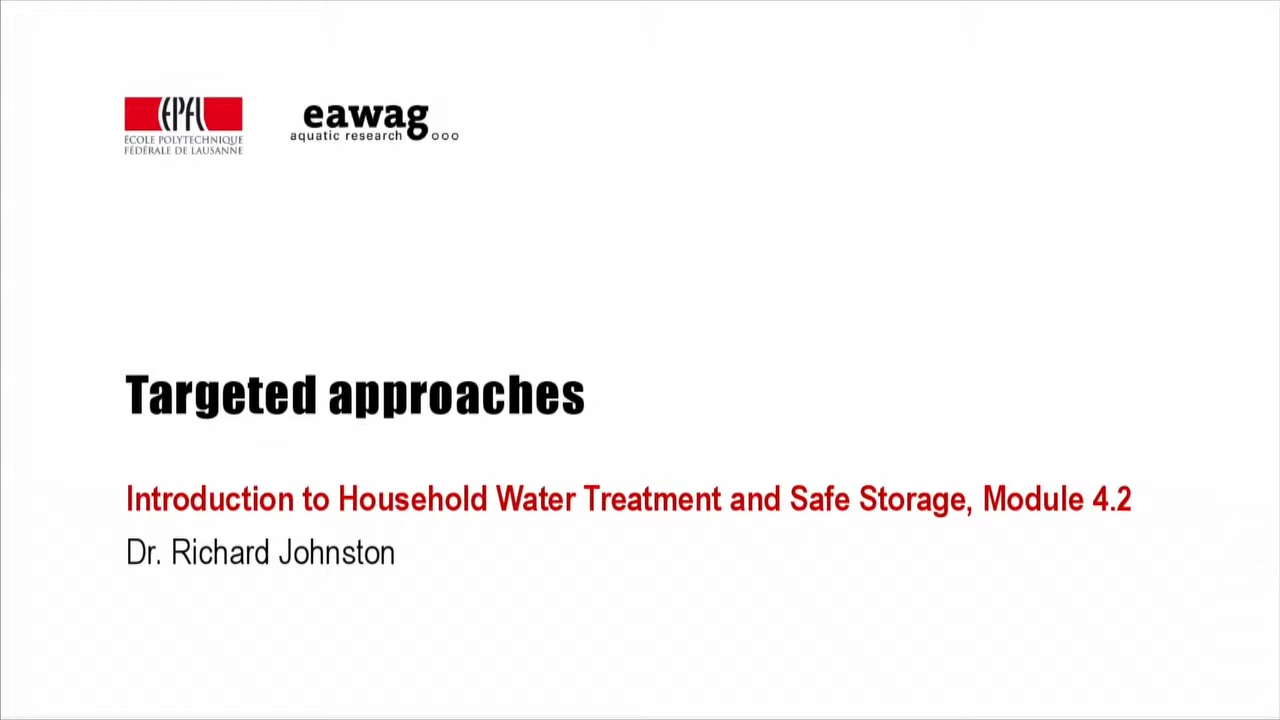 EPFL
ÉCOLE POLYTECHNIQUE
FÉDÉRALE DE LAUSANNE
eawag
aquatic research
Targeted approaches
Introduction to Household Water Treatment and Safe Storage, Module 4.2
Dr. Richard Johnston